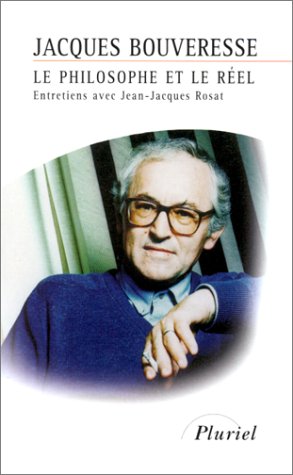 JACQUES BOUVERESSE
LE PHILOSOPHE ET LE RÉEL
Entretiens avec Jean-Jacques Rosat
Pluriel